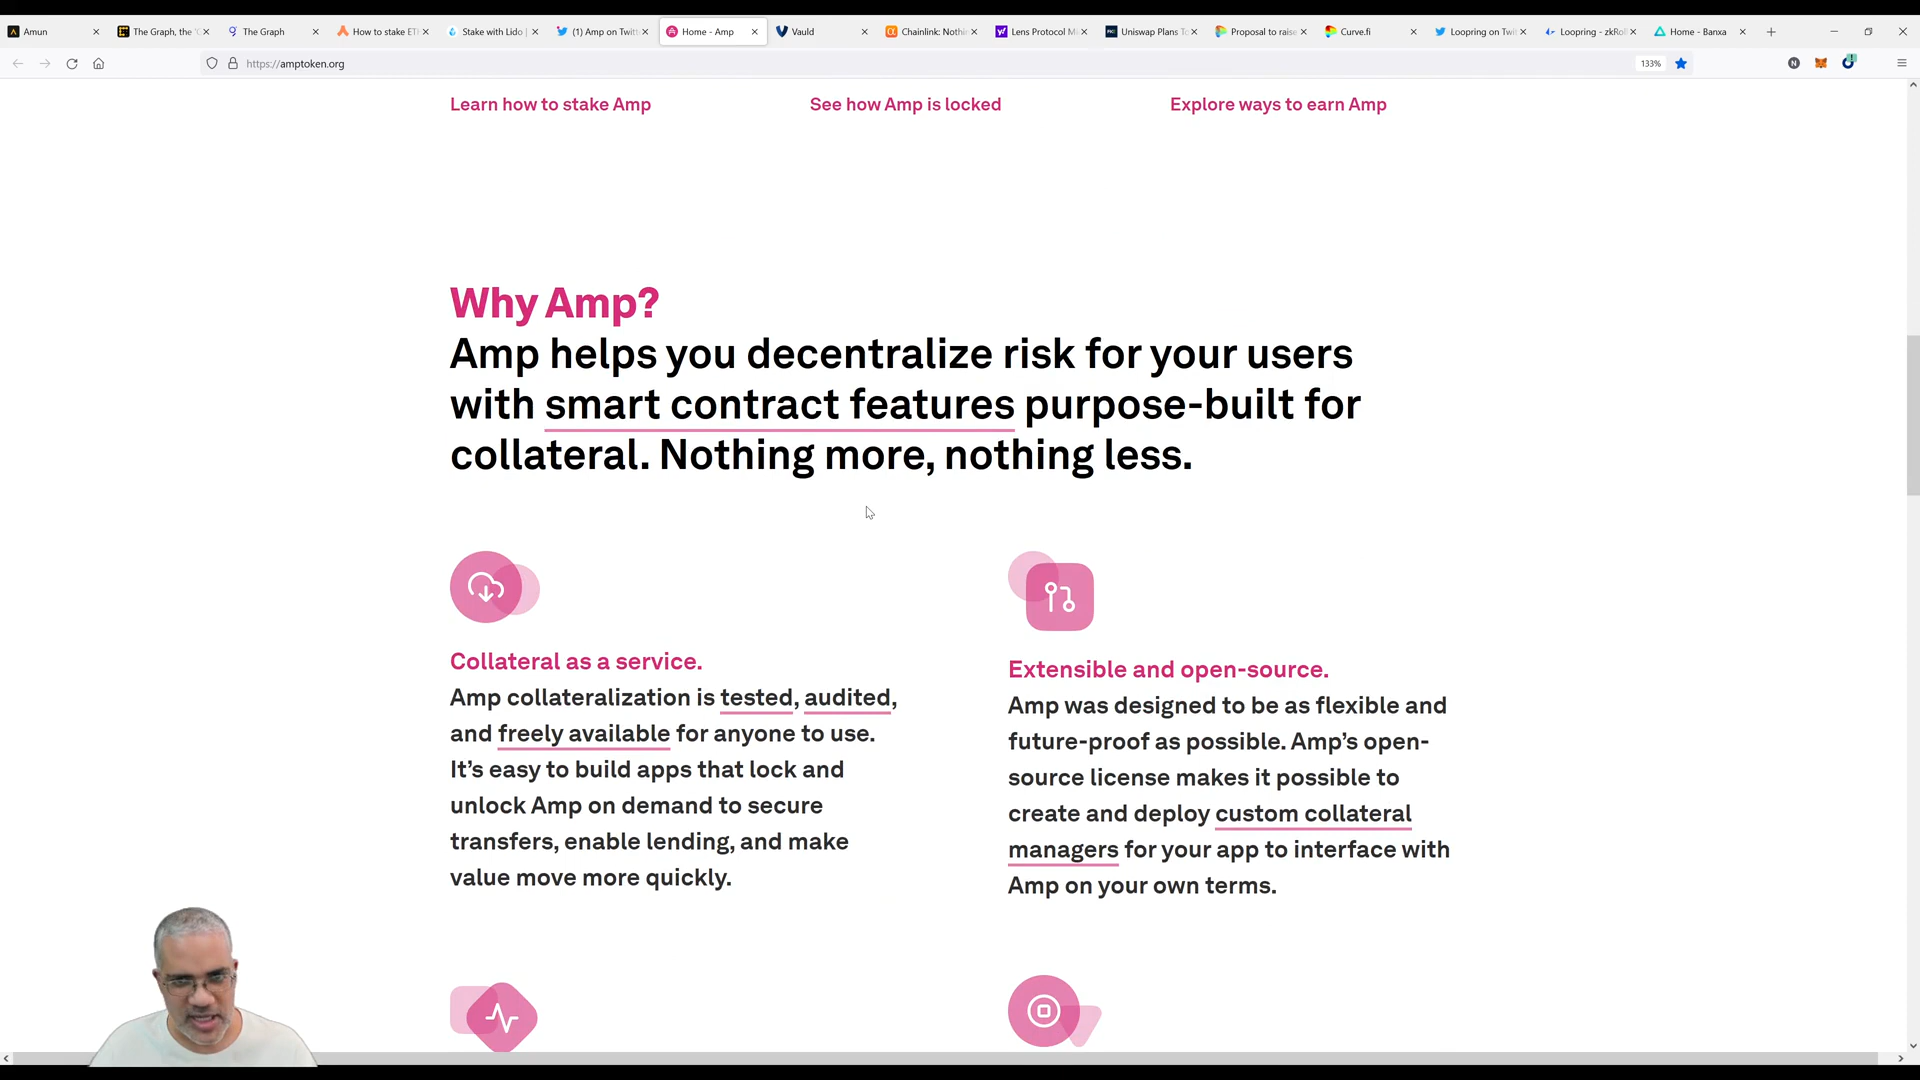 Amun
The Graph, the 'G
The Graph
How to stake ETH
Stake with Lido |
(1) Amp on Twitt
Home - Amp
Vauld
Chainlink: Nothi
Lens Protocol Mi
Uniswap Plans To
Proposal to raise
Curve.fi
Loopring on Twi
Loopring - zkRol
Home - Banxa
https://amptoken.org
133%
Learn how to stake Amp
See how Amp is locked
Explore ways to earn Amp
Why Amp?
Amp helps you decentralize risk for your users
with smart contract features purpose-built for
collateral. Nothing more, nothing less.
Collateral as a service.
Amp collateralization is tested, audited,
and freely available for anyone to use.
It’s easy to build apps that lock and
unlock Amp on demand to secure
transfers, enable lending, and make
value move more quickly.
Extensible and open-source.
Amp was designed to be as flexible and
future-proof as possible. Amp’s open-
source license makes it possible to
create and deploy custom collateral
managers for your app to interface with
Amp on your own terms.